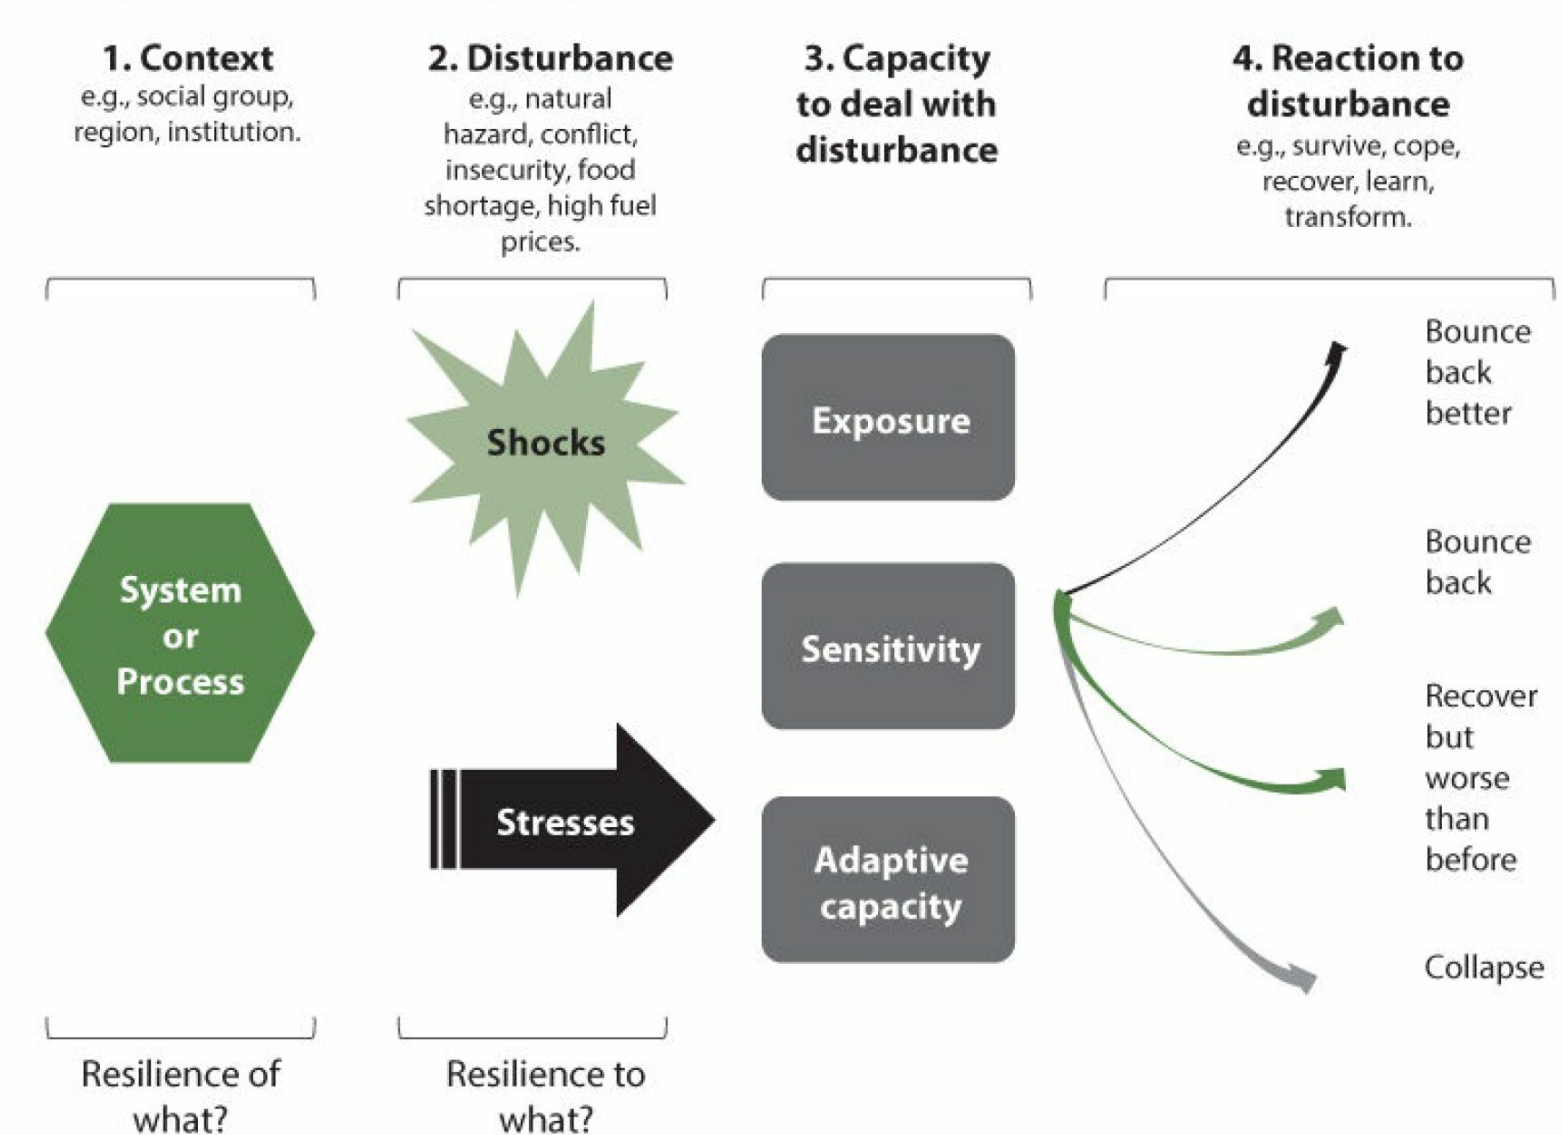 1. Context
e.g., social group,
region, institution.
2. Disturbance
e.g., natural
hazard, conflict,
insecurity, food
shortage, high fuel
prices.
3. Capacity
to deal with
disturbance
4. Reaction to
disturbance
e.g., survive, cope,
recover, learn,
transform.
System
or
Process
Shocks
Stresses
Exposure
Sensitivity
Adaptive
capacity
Bounce
back
better
Bounce
back
Recover
but
worse
than
before
Collapse
Resilience of
what?
Resilience to
what?